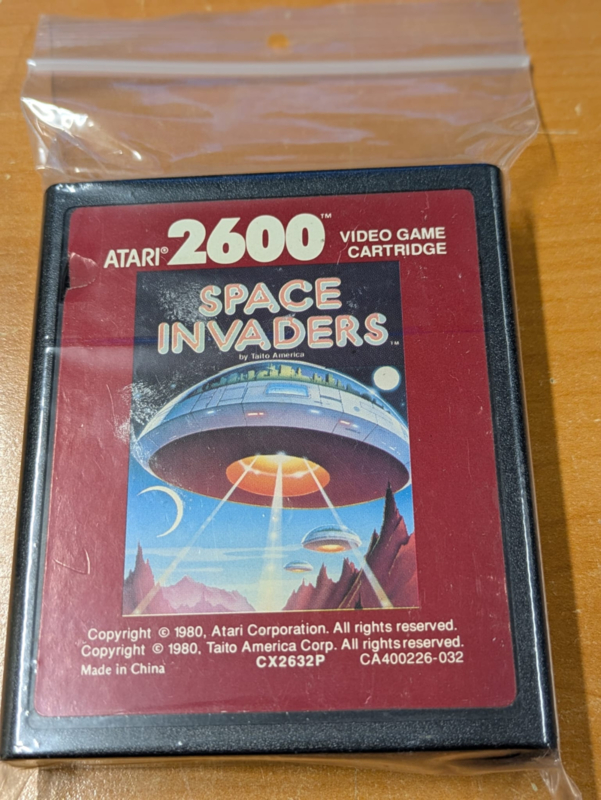 ATARI® 2600™ VIDEO GAME CARTRIDGE
SPACE
INVADERS™
by Taito America
Copyright © 1980, Atari Corporation. All rights reserved.
Copyright © 1980, Taito America Corp. All rights reserved.
Made in China CX2632P CA400226-032